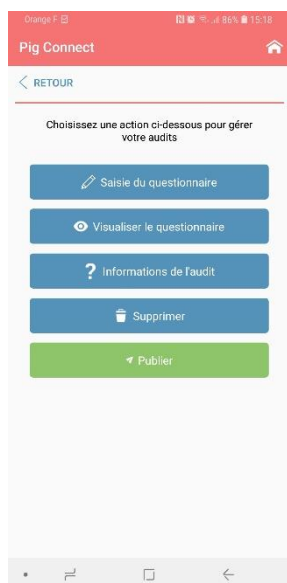 Orange F
86% 15:18
Pig Connect
RETOUR
Choisissez une action ci-dessous pour gérer
votre audits
Saisie du questionnaire
Visualiser le questionnaire
? Informations de l'audit
Supprimer
Publier